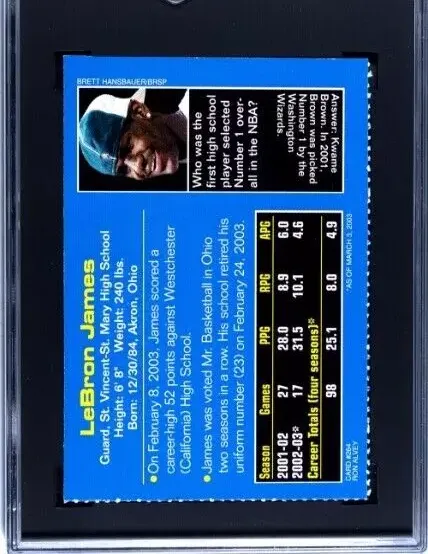 LeBron James
Guard, St. Vincent-St. Mary High School
Height: 6' 8" Weight: 240 lbs.
Born: 12/30/84, Akron, Ohio
• On February 8, 2003, James scored a
career-high 52 points against Westchester
(California) High School.
• James was voted Mr. Basketball in Ohio
two seasons in a row. His school retired his
uniform number (23) on February 24, 2003.
Season Games PPG RPG APG
2001-02 27 28.0 8.9 6.0
2002-03* 17 31.5 10.1 4.6
Career Totals (four seasons)*
98 25.1 8.0 4.9
CARD #264
RON ALVEY
*AS OF MARCH 3, 2003
BRETT HANSBAUER/BRSP
Who was the
first high school
player selected
Number 1 over-
all in the NBA?
Answer: Kwame
Brown. In 2001,
Brown was picked
Number 1 by the
Washington
Wizards.